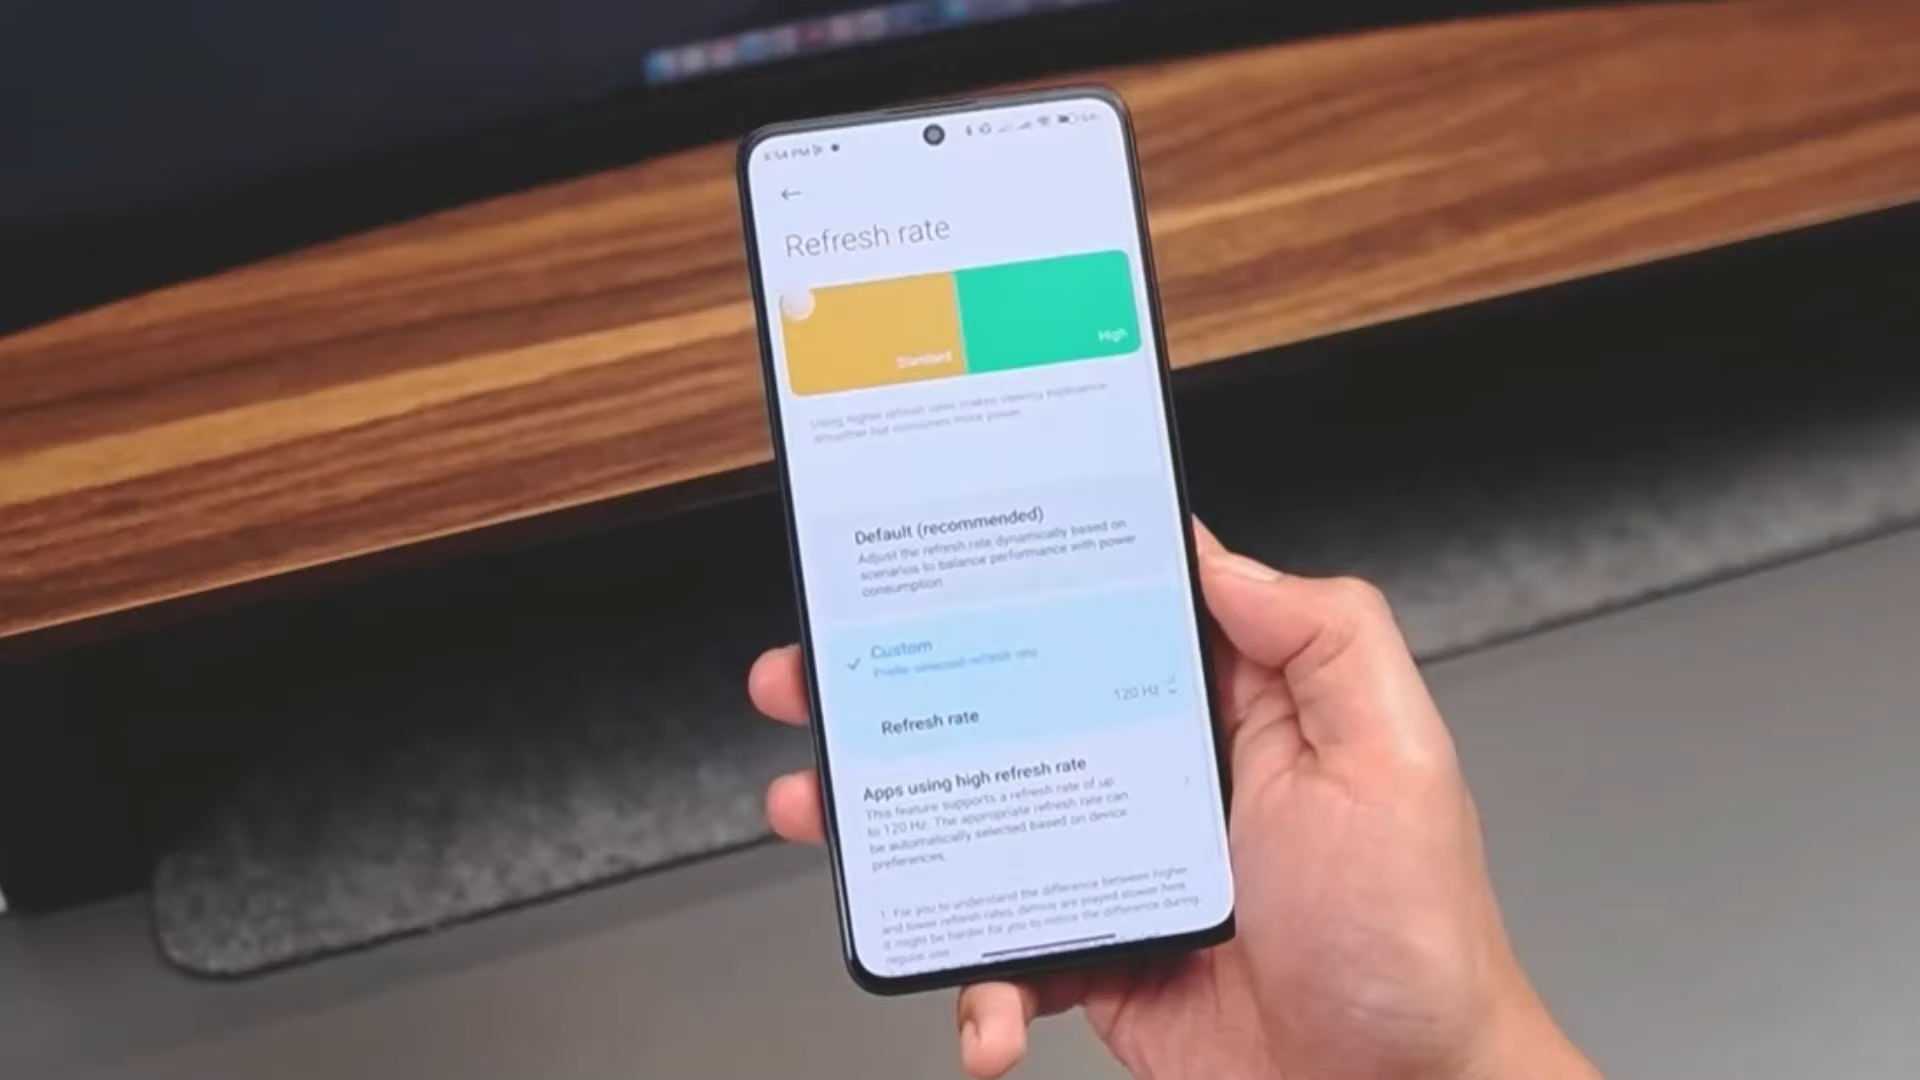 8:54 PM
Refresh rate
Standard
High
Using higher refresh rates makes viewing experience
smoother but consumes more power.
Default (recommended)
Adjust the refresh rate dynamically based on
scenarios to balance performance with power
consumption
Custom
Prefer selected refresh rate
120 Hz
Refresh rate
Apps using high refresh rate
This feature supports a refresh rate of up
to 120 Hz. The appropriate refresh rate can
be automatically selected based on device
preferences.
1. For you to understand the difference between higher
and lower refresh rates, demos are played slower here.
It might be harder for you to notice the difference during
regular use.